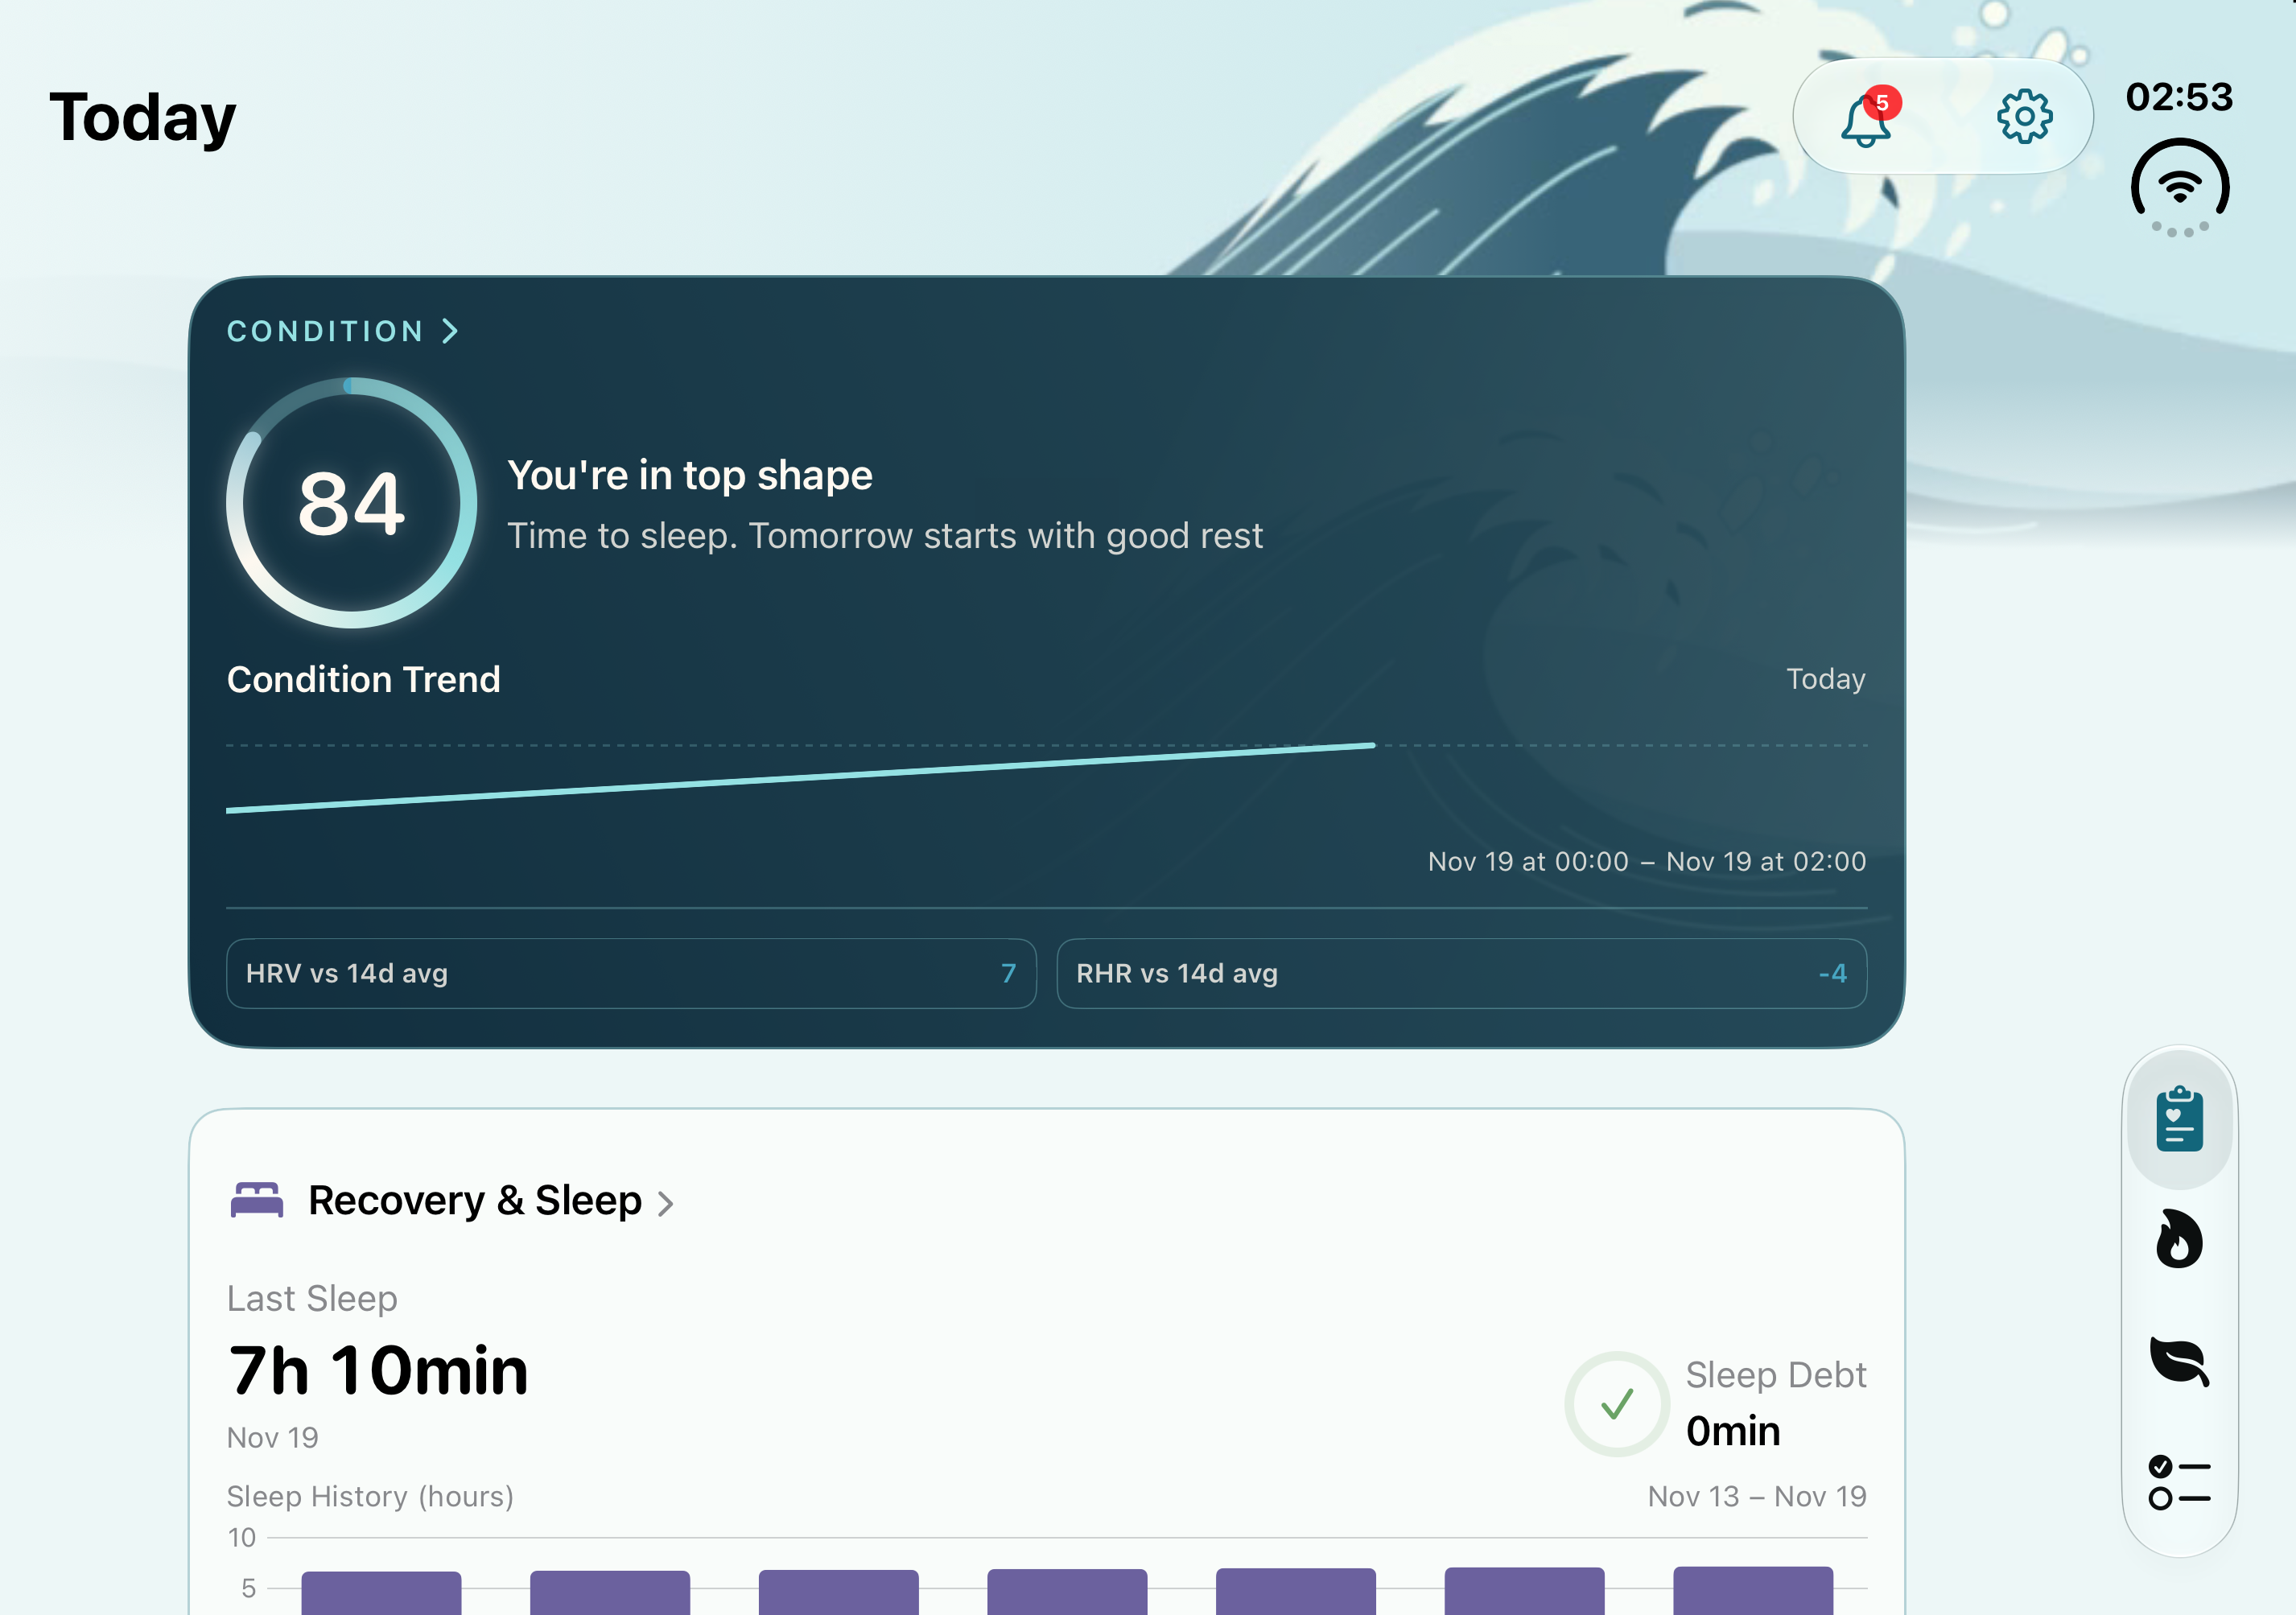 Today
5
02:53
CONDITION
84
You're in top shape
Time to sleep. Tomorrow starts with good rest
Condition Trend
Today
Nov 19 at 00:00 – Nov 19 at 02:00
HRV vs 14d avg
7
RHR vs 14d avg
-4
Recovery & Sleep
Last Sleep
7h 10min
Nov 19
Sleep Debt
0min
Sleep History (hours)
Nov 13 – Nov 19
10
5